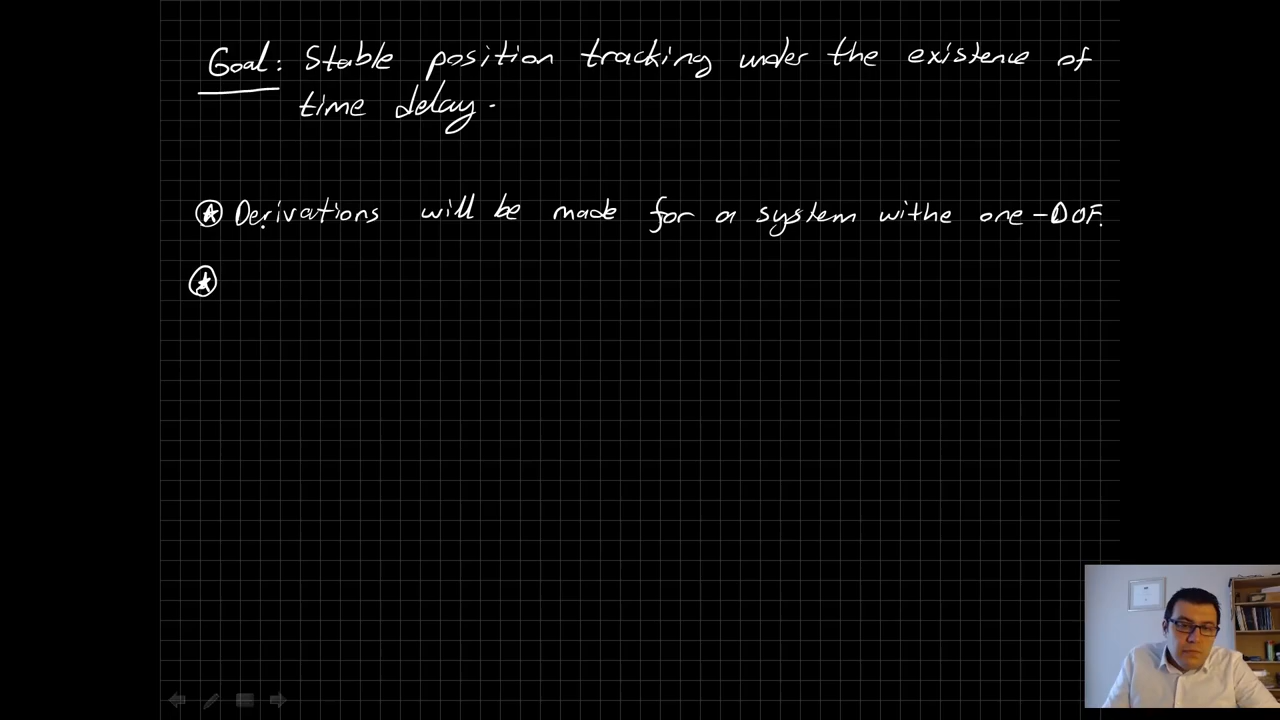 Goal: Stable position tracking under the existence of
time delay.
Derivations will be made for a system withe one-DOF.